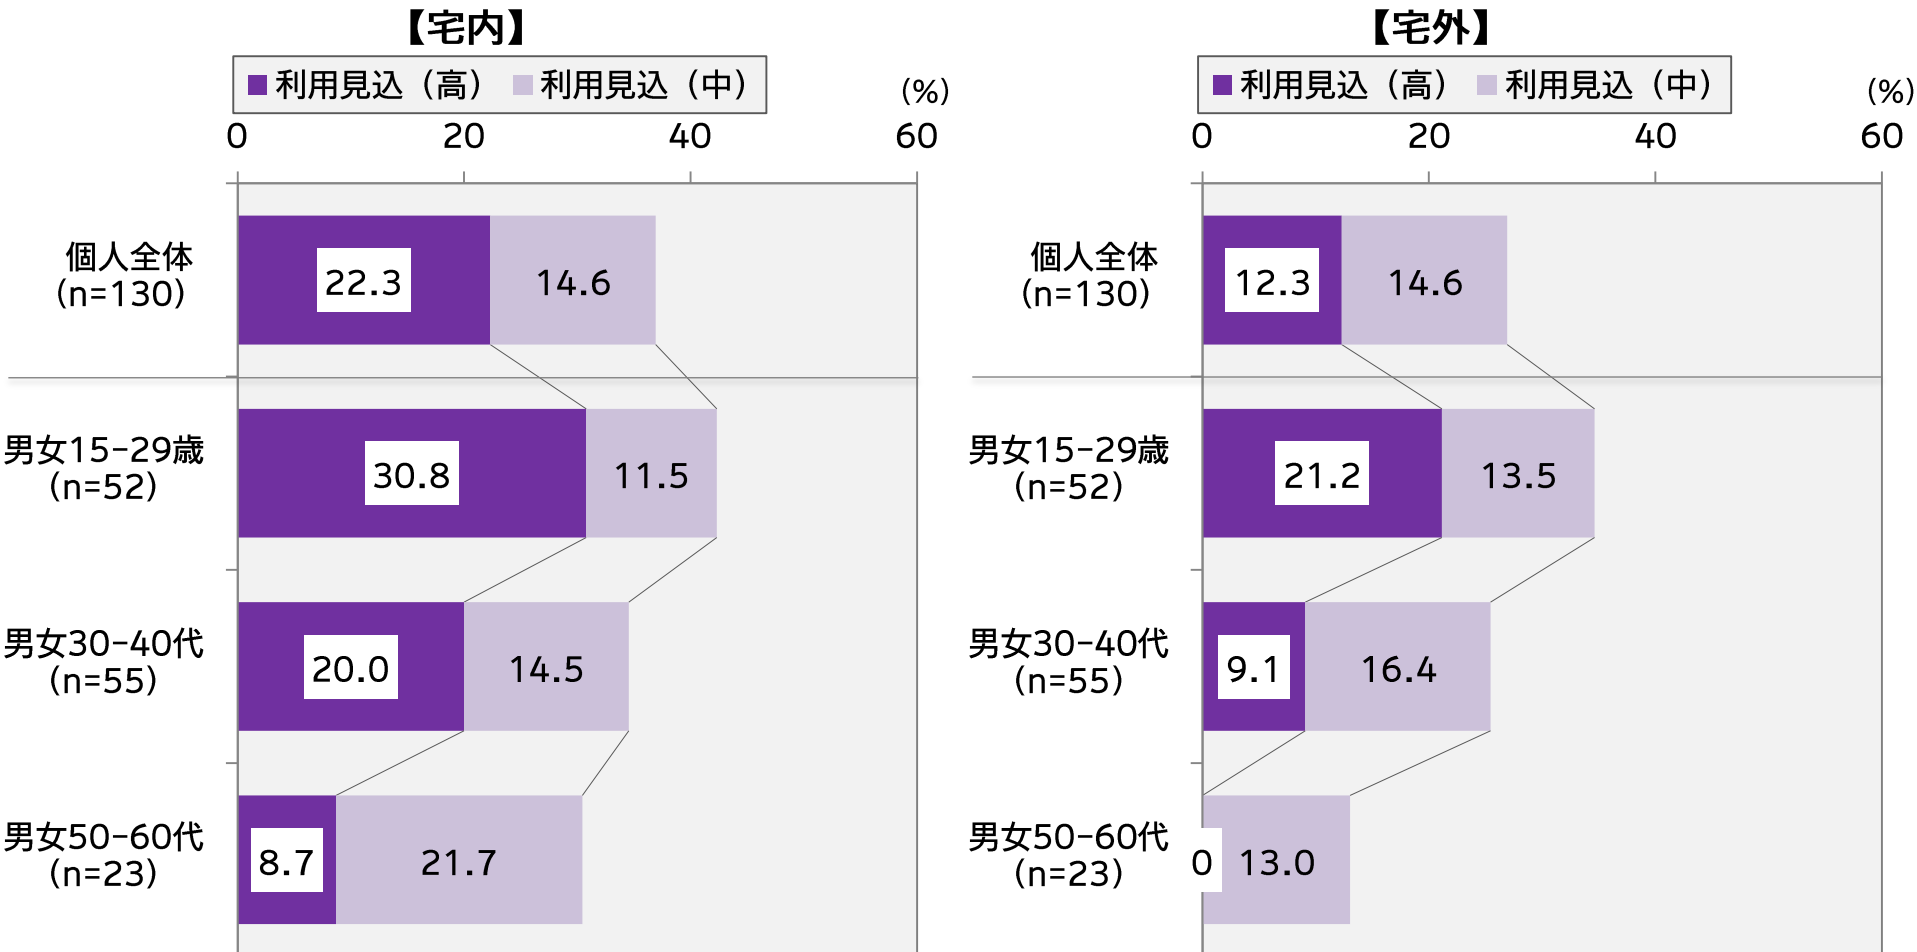 【宅内】
利用見込（高） 利用見込（中）
(%)
0 20 40 60
個人全体
(n=130)
22.3 14.6
男女15-29歳
(n=52)
30.8 11.5
男女30-40代
(n=55)
20.0 14.5
男女50-60代
(n=23)
8.7 21.7
【宅外】
利用見込（高） 利用見込（中）
(%)
0 20 40 60
個人全体
(n=130)
12.3 14.6
男女15-29歳
(n=52)
21.2 13.5
男女30-40代
(n=55)
9.1 16.4
男女50-60代
(n=23)
0 13.0